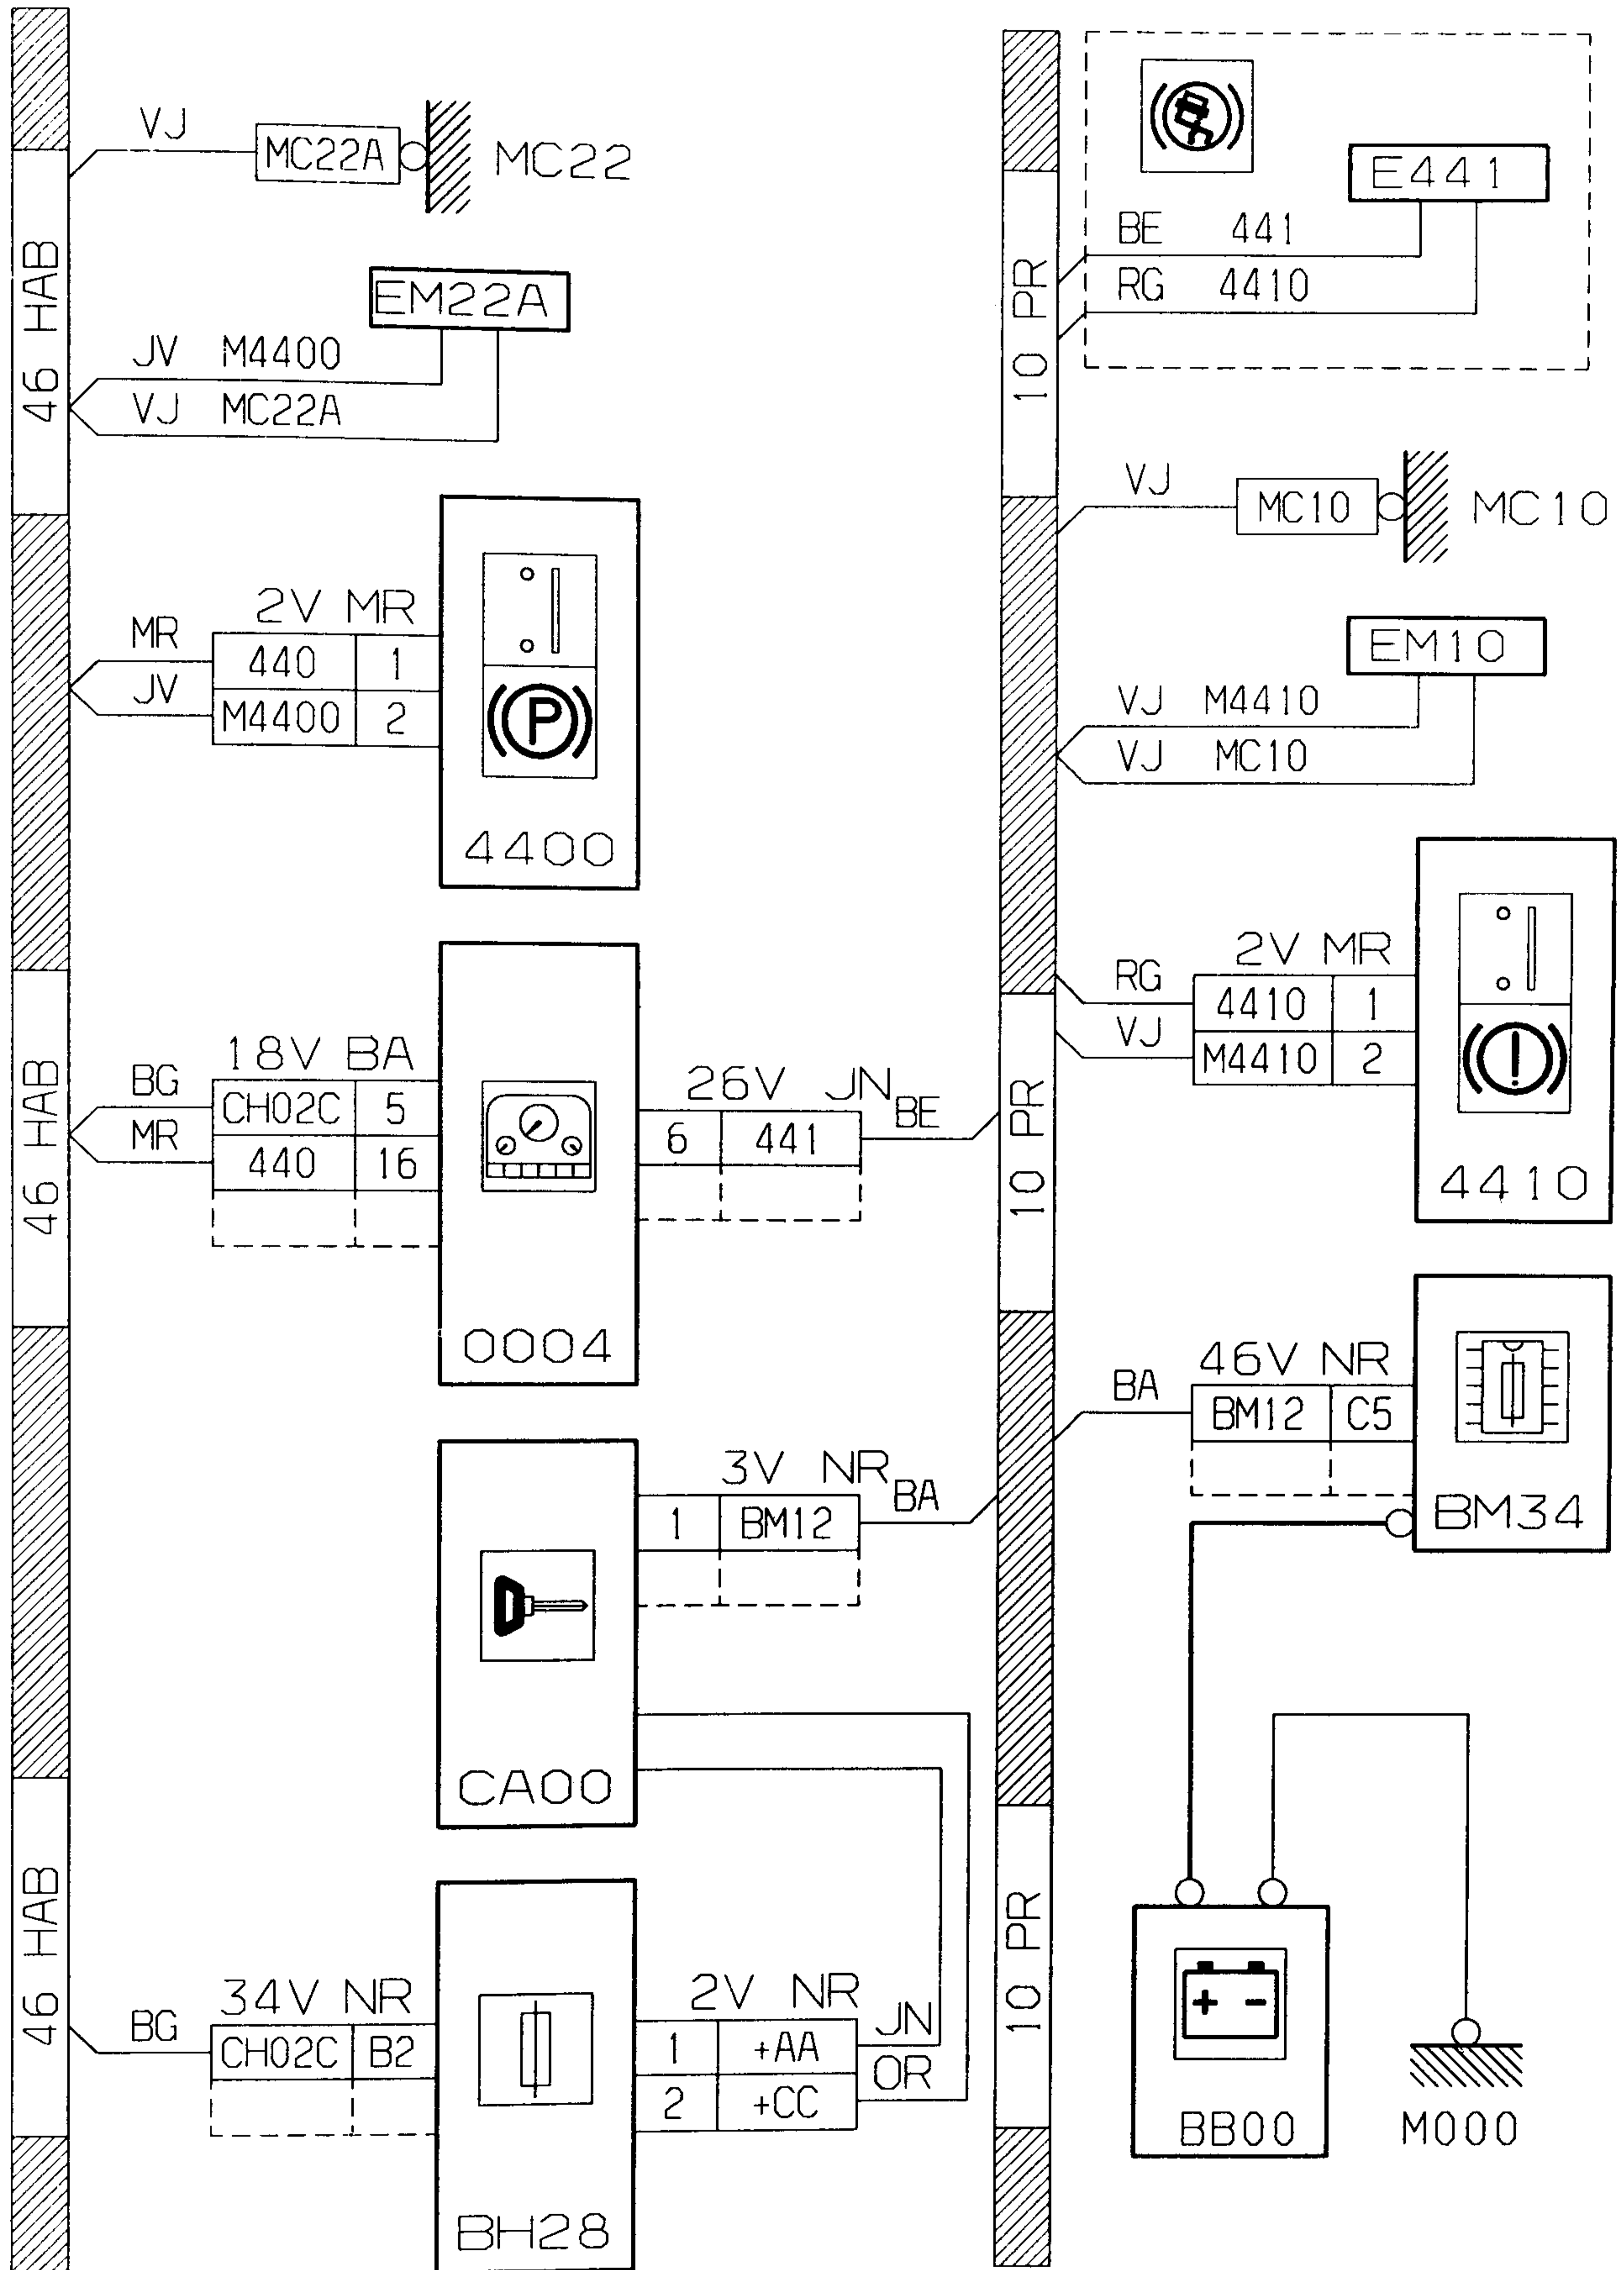 46 HAB
VJ
MC22A
MC22
EM22A
JV M4400
VJ MC22A
2V MR
MR
440 1
JV
M4400 2
P
4400
46 HAB
18V BA
BG
CH02C 5
MR
440 16
26V JN
BE
6 441
0004
3V NR
BA
1 BM12
CA00
46 HAB
34V NR
BG
CH02C B2
2V NR
JN
1 +AA
OR
2 +CC
BH28
10 PR
E441
BE 441
RG 4410
VJ
MC10
MC10
EM10
VJ M4410
VJ MC10
10 PR
2V MR
RG
4410 1
VJ
M4410 2
!
4410
46V NR
BA
BM12 C5
BM34
10 PR
+ -
BB00
M000